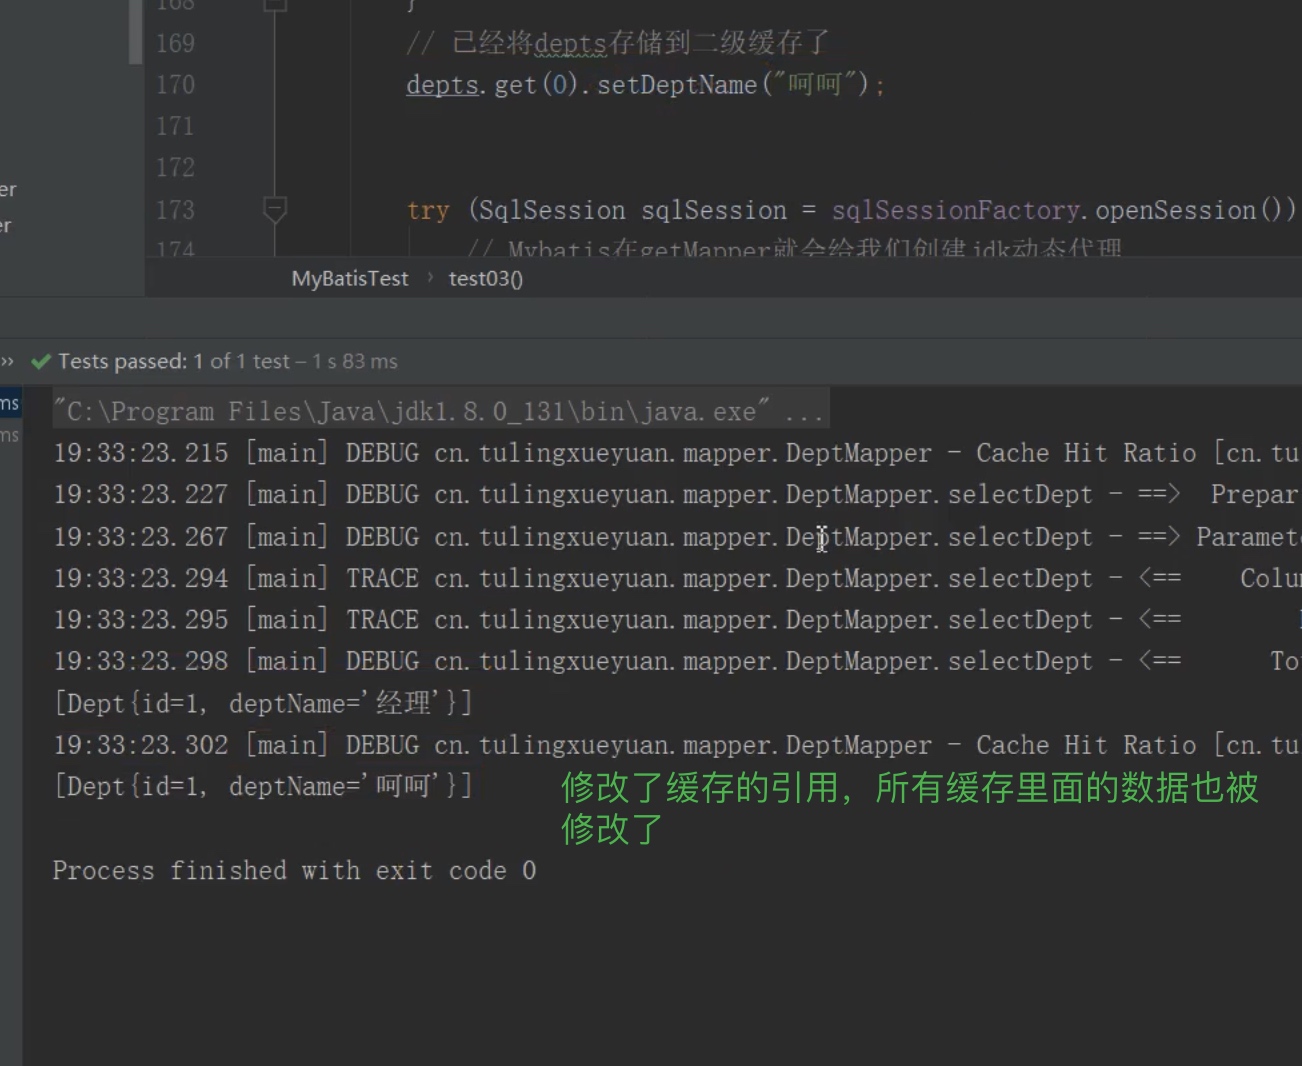 168 }
169 // 已经将depts存储到二级缓存了
170 depts.get(0).setDeptName("呵呵");
171
172
er
173 try (SqlSession sqlSession = sqlSessionFactory.openSession())
er
174 // Mybatis在getMapper就会给我们创建jdk动态代理
MyBatisTest › test03()
» Tests passed: 1 of 1 test – 1 s 83 ms
ms "C:\Program Files\Java\jdk1.8.0_131\bin\java.exe" ...
ms
19:33:23.215 [main] DEBUG cn.tulingxueyuan.mapper.DeptMapper - Cache Hit Ratio [cn.tu
19:33:23.227 [main] DEBUG cn.tulingxueyuan.mapper.DeptMapper.selectDept - ==> Prepar
19:33:23.267 [main] DEBUG cn.tulingxueyuan.mapper.DeptMapper.selectDept - ==> Paramet
19:33:23.294 [main] TRACE cn.tulingxueyuan.mapper.DeptMapper.selectDept - <== Colu
19:33:23.295 [main] TRACE cn.tulingxueyuan.mapper.DeptMapper.selectDept - <==
19:33:23.298 [main] DEBUG cn.tulingxueyuan.mapper.DeptMapper.selectDept - <== To
[Dept{id=1, deptName='经理'}]
19:33:23.302 [main] DEBUG cn.tulingxueyuan.mapper.DeptMapper - Cache Hit Ratio [cn.tu
[Dept{id=1, deptName='呵呵'}]
修改了缓存的引用，所有缓存里面的数据也被
修改了
Process finished with exit code 0